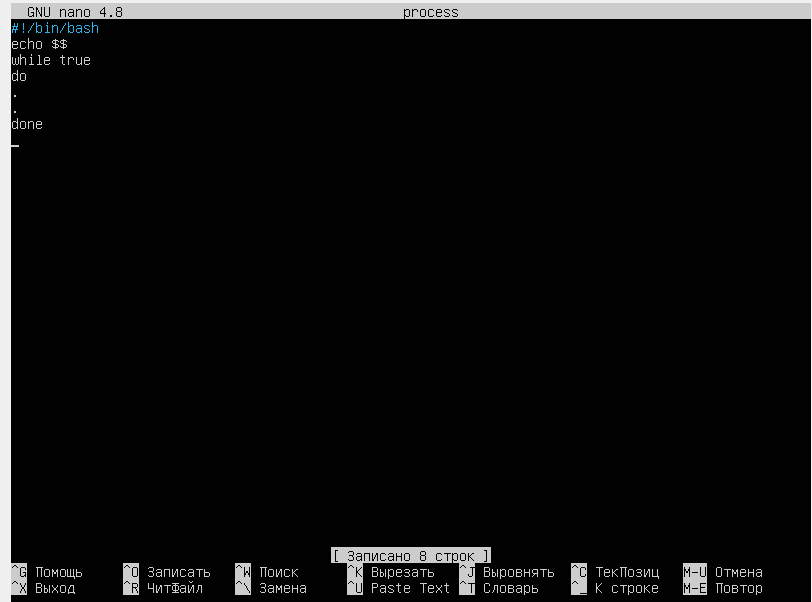 GNU nano 4.8 process
#!/bin/bash
echo $$
while true
do
.
.
done
[ Записано 8 строк ]
^G Помощь ^O Записать ^W Поиск ^K Вырезать ^J Выровнять ^C ТекПозиц M-U Отмена
^X Выход ^R ЧитФайл ^\ Замена ^U Paste Text ^T Словарь ^_ К строке M-E Повтор